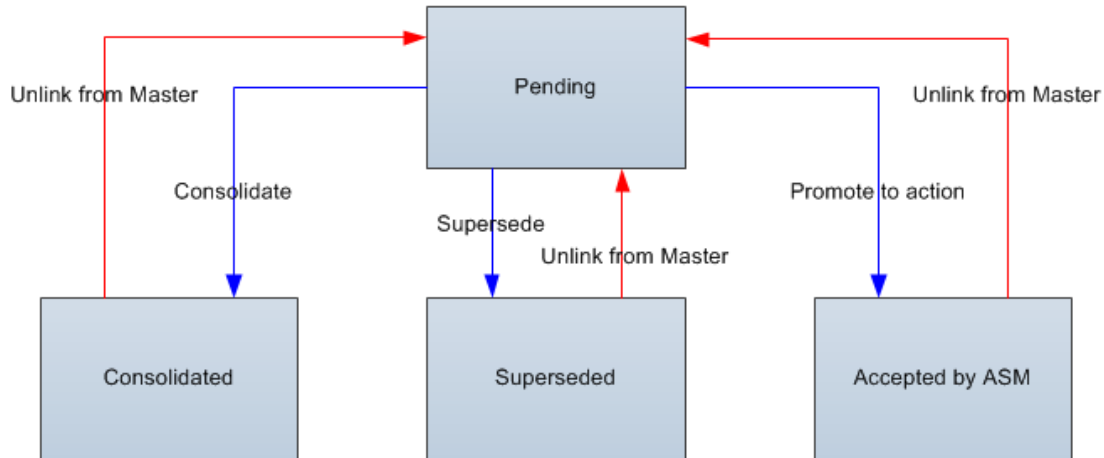 Pending
Unlink from Master
Unlink from Master
Consolidate
Promote to action
Supersede
Unlink from Master
Consolidated
Superseded
Accepted by ASM